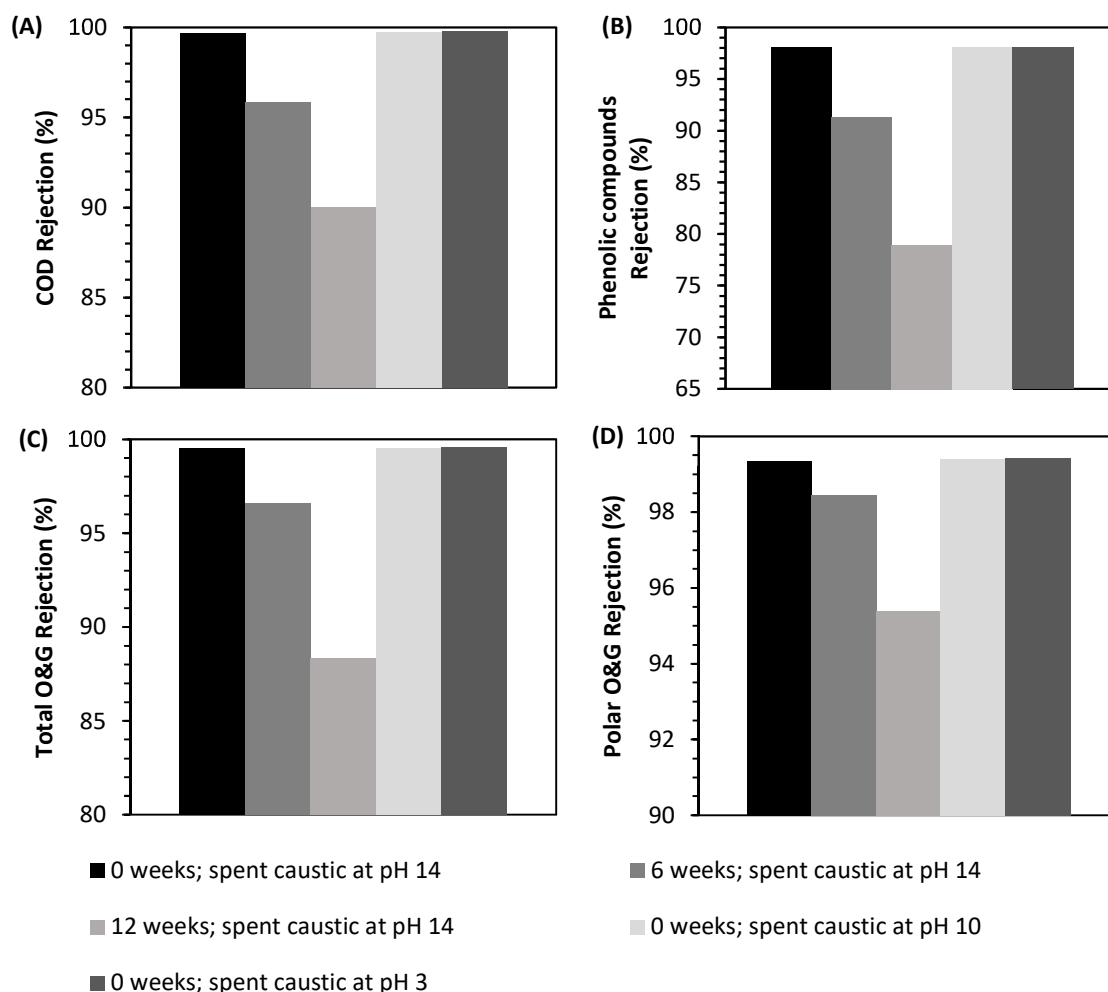 (A)
COD Rejection (%)
100
95
90
85
80
(B)
Phenolic compounds
Rejection (%)
100
95
90
85
80
75
70
65
(C)
Total O&G Rejection (%)
100
95
90
85
80
(D)
Polar O&G Rejection (%)
100
98
96
94
92
90
0 weeks; spent caustic at pH 14
6 weeks; spent caustic at pH 14
12 weeks; spent caustic at pH 14
0 weeks; spent caustic at pH 10
0 weeks; spent caustic at pH 3